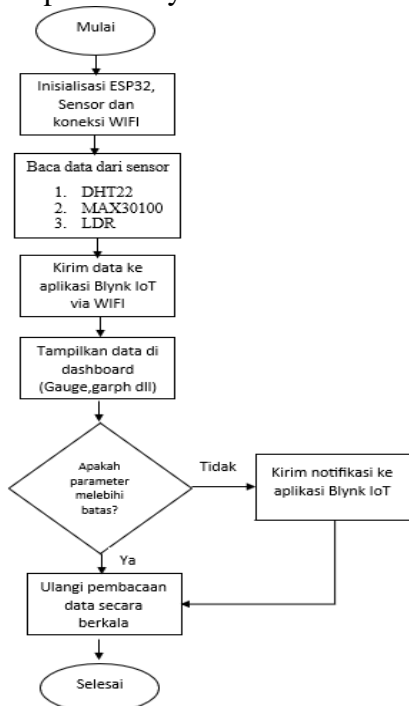 Mulai
Inisialisasi ESP32,
Sensor dan
koneksi WIFI
Baca data dari sensor
1. DHT22
2. MAX30100
3. LDR
Kirim data ke
aplikasi Blynk IoT
via WIFI
Tampilkan data di
dashboard
(Gauge,garph dll)
Apakah
parameter
melebihi
batas?
Tidak
Kirim notifikasi ke
aplikasi Blynk IoT
Ya
Ulangi pembacaan
data secara
berkala
Selesai